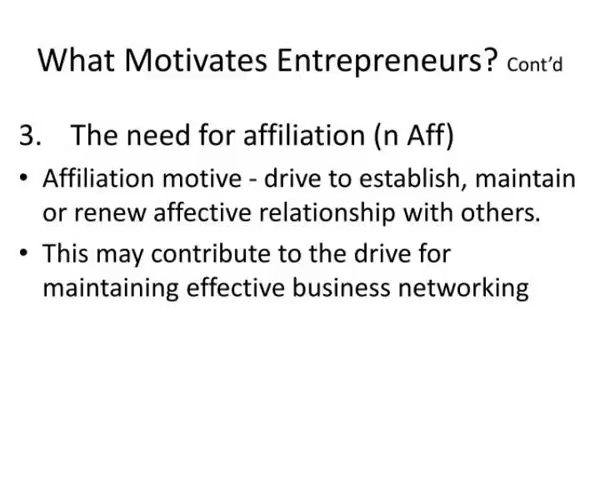 What Motivates Entrepreneurs? Cont’d
3. The need for affiliation (n Aff)
• Affiliation motive - drive to establish, maintain
or renew affective relationship with others.
• This may contribute to the drive for
maintaining effective business networking